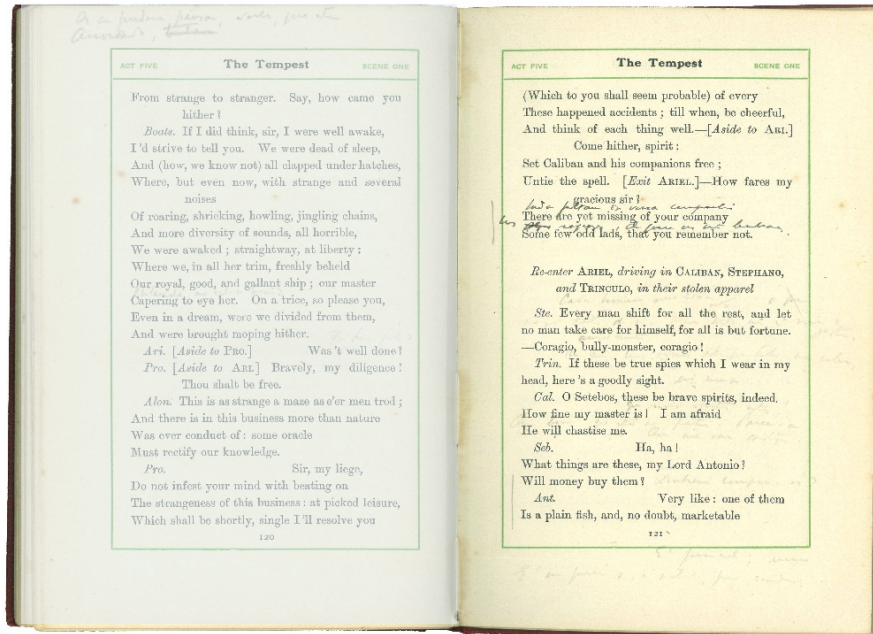 ACT FIVE The Tempest SCENE ONE
From strange to stranger. Say, how came you
hither?
Boats. If I did think, sir, I were well awake,
I'd strive to tell you. We were dead of sleep,
And (how, we know not) all clapped under hatches,
Where, but even now, with strange and several
noises
Of roaring, shrieking, howling, jingling chains,
And more diversity of sounds, all horrible,
We were awaked; straightway, at liberty:
Where we, in all her trim, freshly beheld
Our royal, good, and gallant ship; our master
Capering to eye her. On a trice, so please you,
Even in a dream, were we divided from them,
And were brought moping hither.
Ari. [Aside to PRO.] Was't well done?
Pro. [Aside to ARI.] Bravely, my diligence!
Thou shalt be free.
Alon. This is as strange a maze as e'er men trod;
And there is in this business more than nature
Was ever conduct of: some oracle
Must rectify our knowledge.
Pro. Sir, my liege,
Do not infest your mind with beating on
The strangeness of this business: at picked leisure,
Which shall be shortly, single I'll resolve you
120
ACT FIVE The Tempest SCENE ONE
(Which to you shall seem probable) of every
These happened accidents; till when, be cheerful,
And think of each thing well.—[Aside to ARI.]
Come hither, spirit:
Set Caliban and his companions free;
Untie the spell. [Exit ARIEL.]—How fares my
gracious sir?
There are yet missing of your company
Some few odd lads, that you remember not.
Re-enter ARIEL, driving in CALIBAN, STEPHANO,
and TRINCULO, in their stolen apparel
Ste. Every man shift for all the rest, and let
no man take care for himself, for all is but fortune.
—Coragio, bully-monster, coragio!
Trin. If these be true spies which I wear in my
head, here's a goodly sight.
Cal. O Setebos, these be brave spirits, indeed.
How fine my master is! I am afraid
He will chastise me.
Seb. Ha, ha!
What things are these, my Lord Antonio?
Will money buy them?
Ant. Very like: one of them
Is a plain fish, and, no doubt, marketable
121